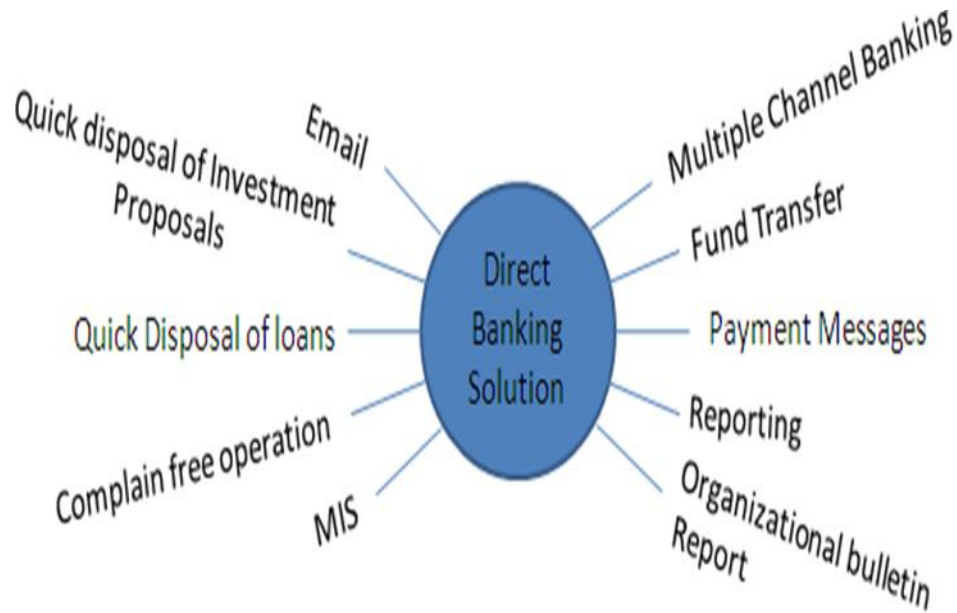 Email
Quick disposal of Investment
Proposals
Quick Disposal of loans
Complain free operation
MIS
Direct
Banking
Solution
Multiple Channel Banking
Fund Transfer
Payment Messages
Reporting
Organizational bulletin
Report